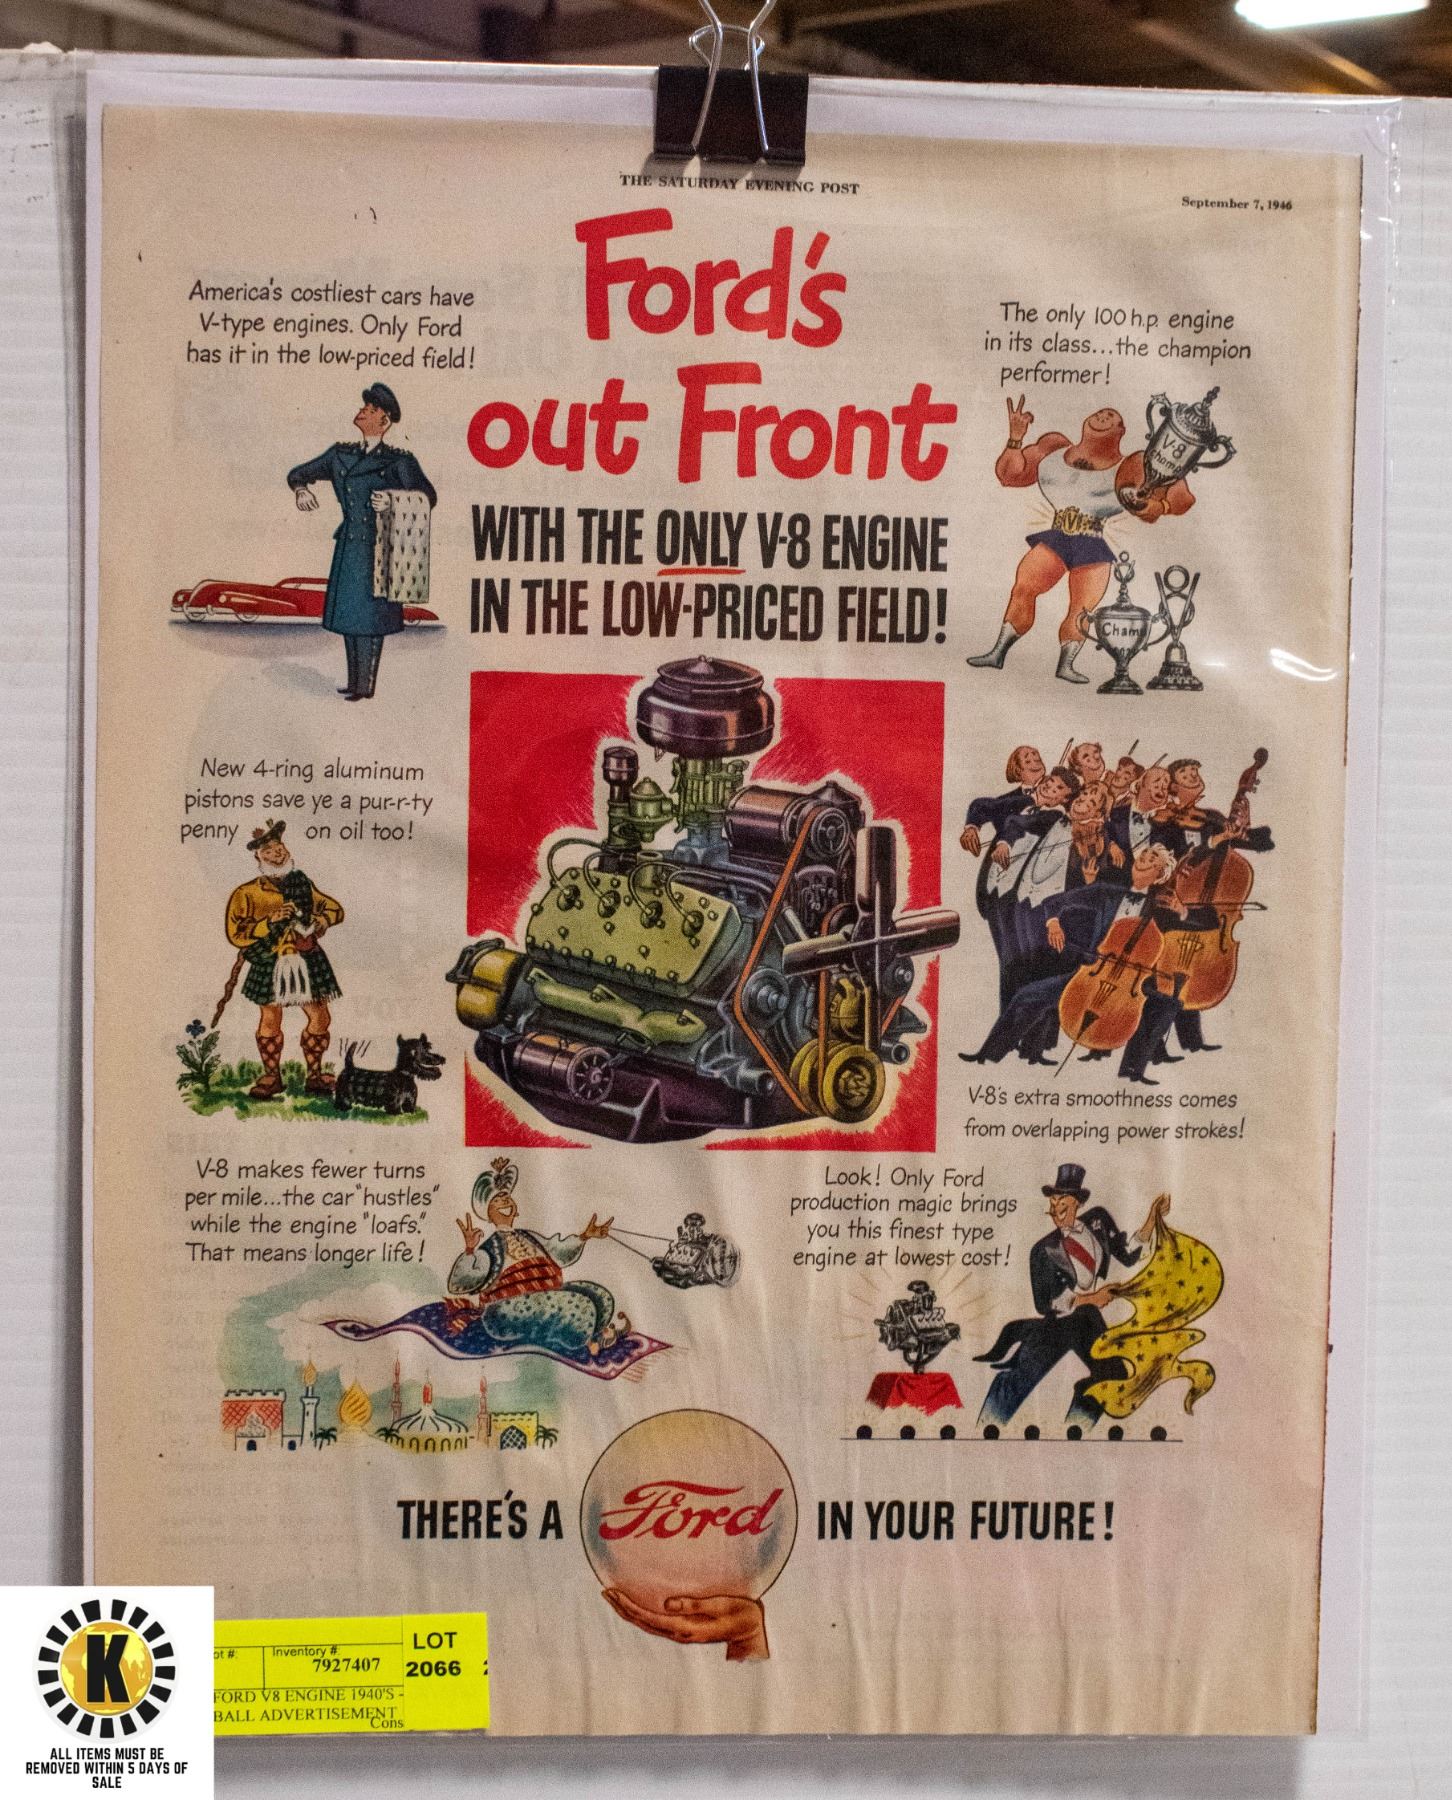 THE SATURDAY EVENING POST
September 7, 1946
Ford's
out Front
WITH THE ONLY V-8 ENGINE
IN THE LOW-PRICED FIELD!
America's costliest cars have
V-type engines. Only Ford
has it in the low-priced field!
The only 100 h.p. engine
in its class...the champion
performer!
V-8
Champ
Champ
New 4-ring aluminum
pistons save ye a pur-r-ty
penny on oil too!
V-8's extra smoothness comes
from overlapping power strokes!
V-8 makes fewer turns
per mile...the car "hustles"
while the engine "loafs."
That means longer life!
Look! Only Ford
production magic brings
you this finest type
engine at lowest cost!
THERE'S A Ford IN YOUR FUTURE!
ot #:
Inventory #:
7927407
LOT
2066
FORD V8 ENGINE 1940'S -
BALL ADVERTISEMENT
Cons
K
ALL ITEMS MUST BE
REMOVED WITHIN 5 DAYS OF
SALE